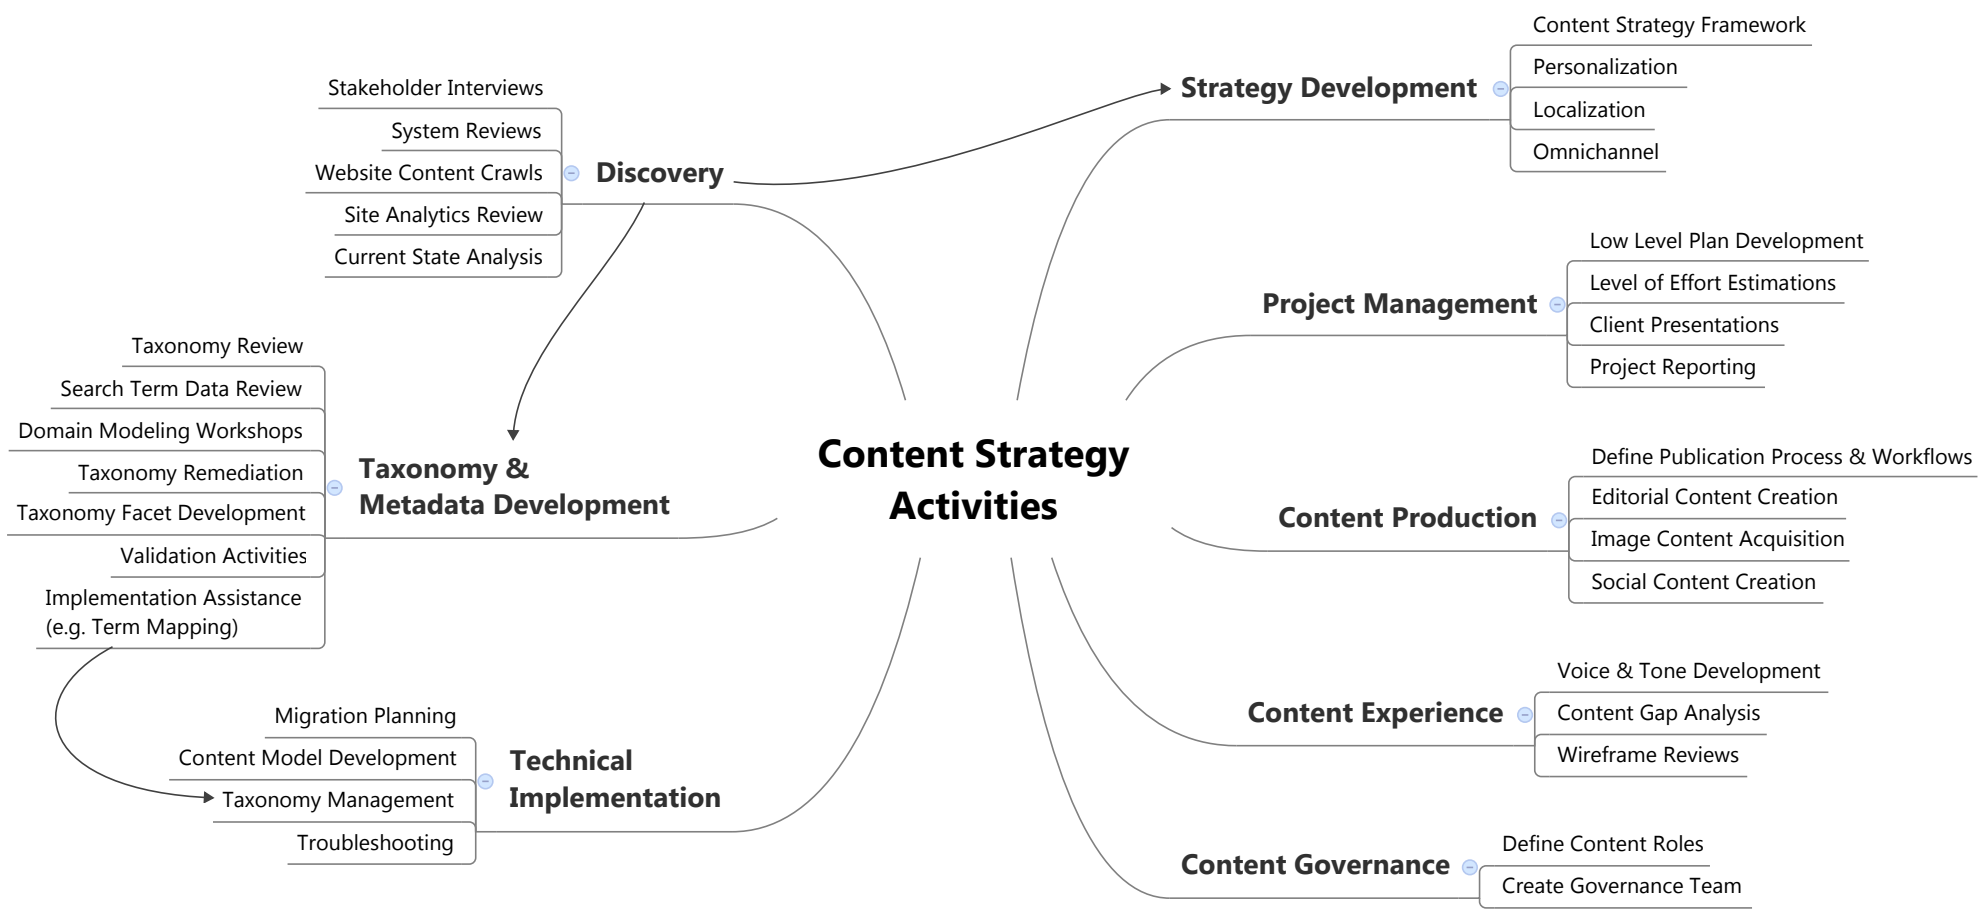 Content Strategy
Activities
Discovery
Stakeholder Interviews
System Reviews
Website Content Crawls
Site Analytics Review
Current State Analysis
Taxonomy &
Metadata Development
Taxonomy Review
Search Term Data Review
Domain Modeling Workshops
Taxonomy Remediation
Taxonomy Facet Development
Validation Activities
Implementation Assistance
(e.g. Term Mapping)
Technical
Implementation
Migration Planning
Content Model Development
Taxonomy Management
Troubleshooting
Strategy Development
Content Strategy Framework
Personalization
Localization
Omnichannel
Project Management
Low Level Plan Development
Level of Effort Estimations
Client Presentations
Project Reporting
Content Production
Define Publication Process & Workflows
Editorial Content Creation
Image Content Acquisition
Social Content Creation
Content Experience
Voice & Tone Development
Content Gap Analysis
Wireframe Reviews
Content Governance
Define Content Roles
Create Governance Team